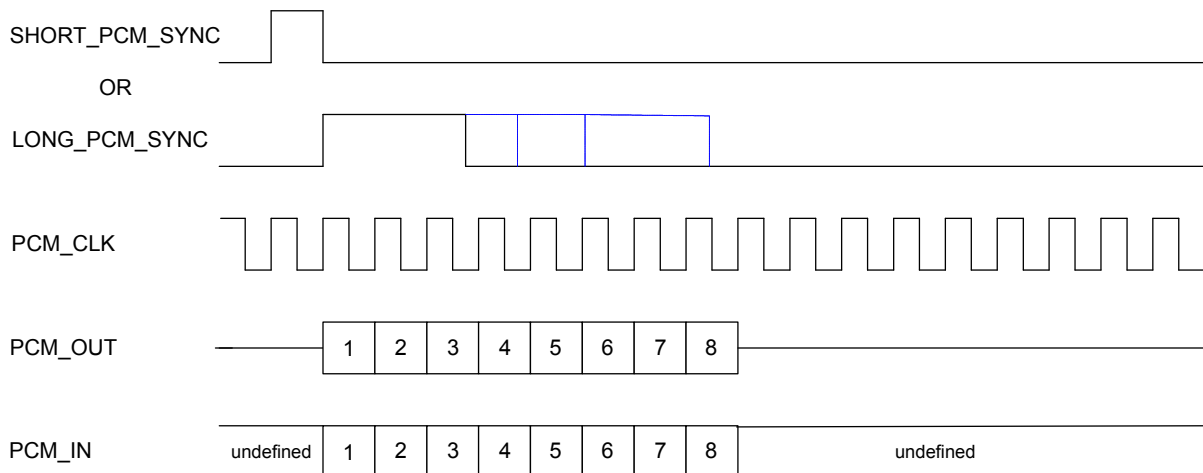 SHORT_PCM_SYNC
OR
LONG_PCM_SYNC
PCM_CLK
PCM_OUT 1 2 3 4 5 6 7 8
PCM_IN undefined 1 2 3 4 5 6 7 8 undefined